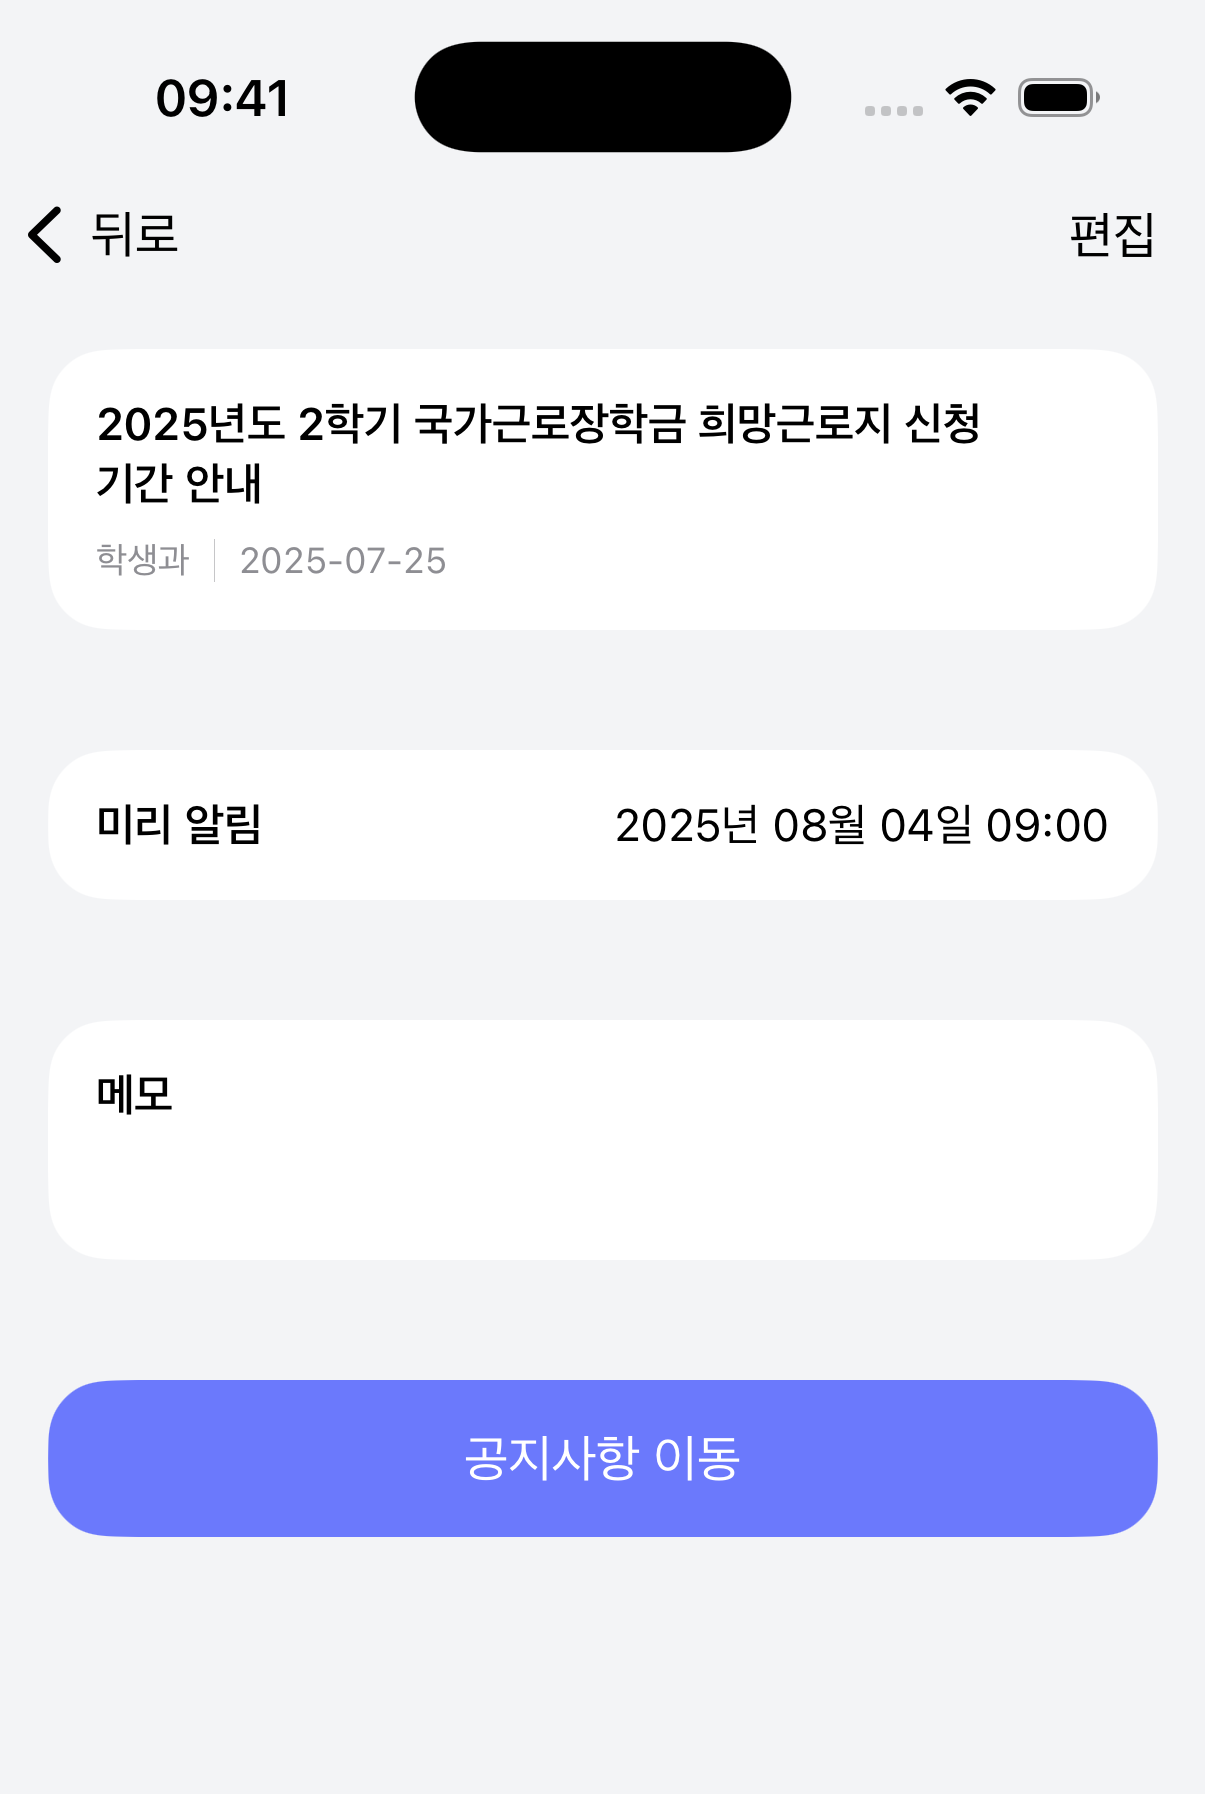 09:41
뒤로
편집
2025년도 2학기 국가근로장학금 희망근로지 신청
기간 안내
학생과 2025-07-25
미리 알림 2025년 08월 04일 09:00
메모
공지사항 이동